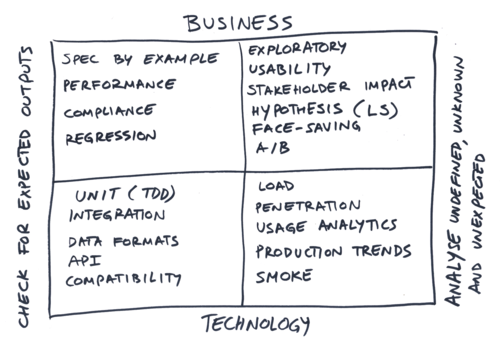 BUSINESS
CHECK FOR EXPECTED OUTPUTS
SPEC BY EXAMPLE
PERFORMANCE
COMPLIANCE
REGRESSION
EXPLORATORY
USABILITY
STAKEHOLDER IMPACT
HYPOTHESIS (LS)
FACE-SAVING
A/B
UNIT (TDD)
INTEGRATION
DATA FORMATS
API
COMPATIBILITY
LOAD
PENETRATION
USAGE ANALYTICS
PRODUCTION TRENDS
SMOKE
ANALYSE UNDEFINED, UNKNOWN
AND UNEXPECTED
TECHNOLOGY